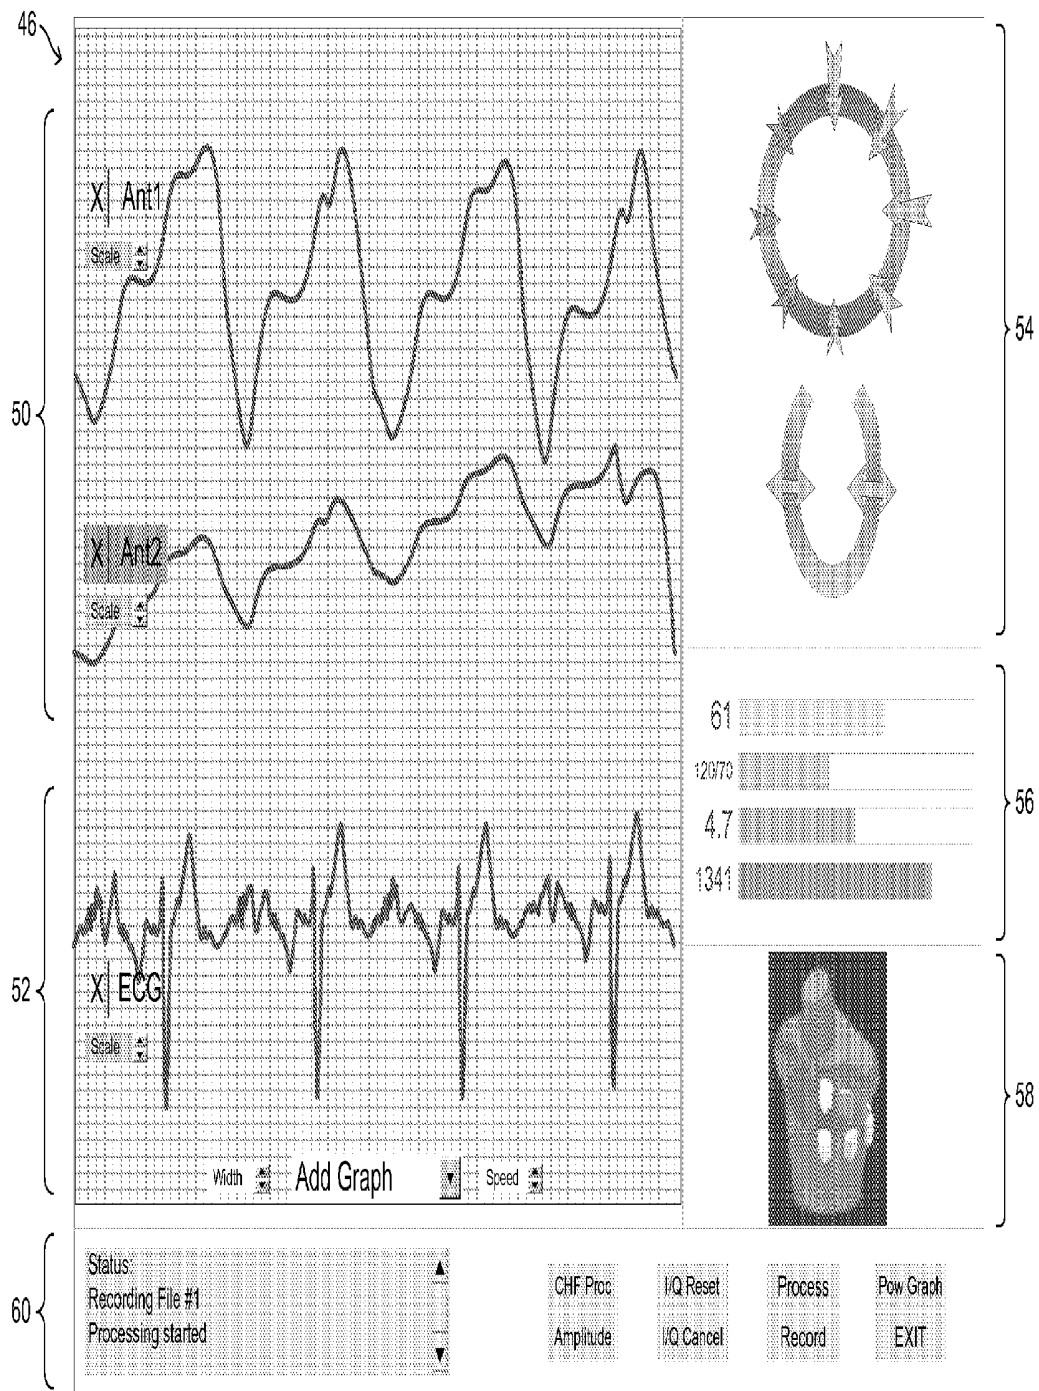 46
X| Ant1
Scale
50
X| Ant2
Scale
54
61
120/70
4.7
1341
56
52
X| ECG
Scale
58
Width
Add Graph
Speed
60
Status:
Recording File #1
Processing started
CHF Proc
I/Q Reset
Process
Pow Graph
Amplitude
I/Q Cancel
Record
EXIT